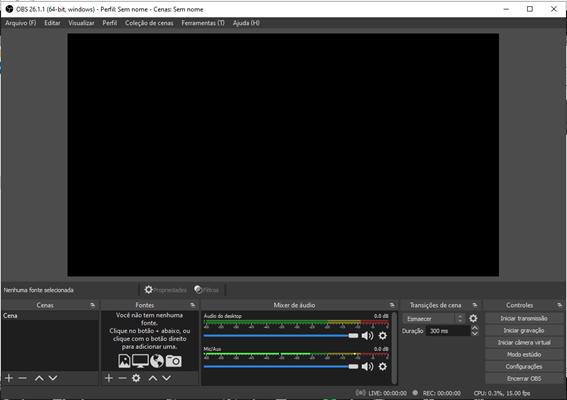 OBS 26.1.1 (64-bit, windows) - Perfil: Sem nome - Cenas: Sem nome
Arquivo (F) Editar Visualizar Perfil Coleção de cenas Ferramentas (T) Ajuda (H)
Nenhuma fonte selecionada Propriedades Filtros
Cenas Fontes Mixer de áudio Transições de cena Controles
Cena
Você não tem nenhuma
fonte.
Clique no botão + abaixo, ou
clique com o botão direito
para adicionar uma.
Áudio do desktop 0.0 dB
Mic/Aux 0.0 dB
Esmaecer
Duração 300 ms
Iniciar transmissão
Iniciar gravação
Iniciar câmera virtual
Modo estúdio
Configurações
Encerrar OBS
LIVE: 00:00:00 REC: 00:00:00 CPU: 0.3%, 15.00 fps